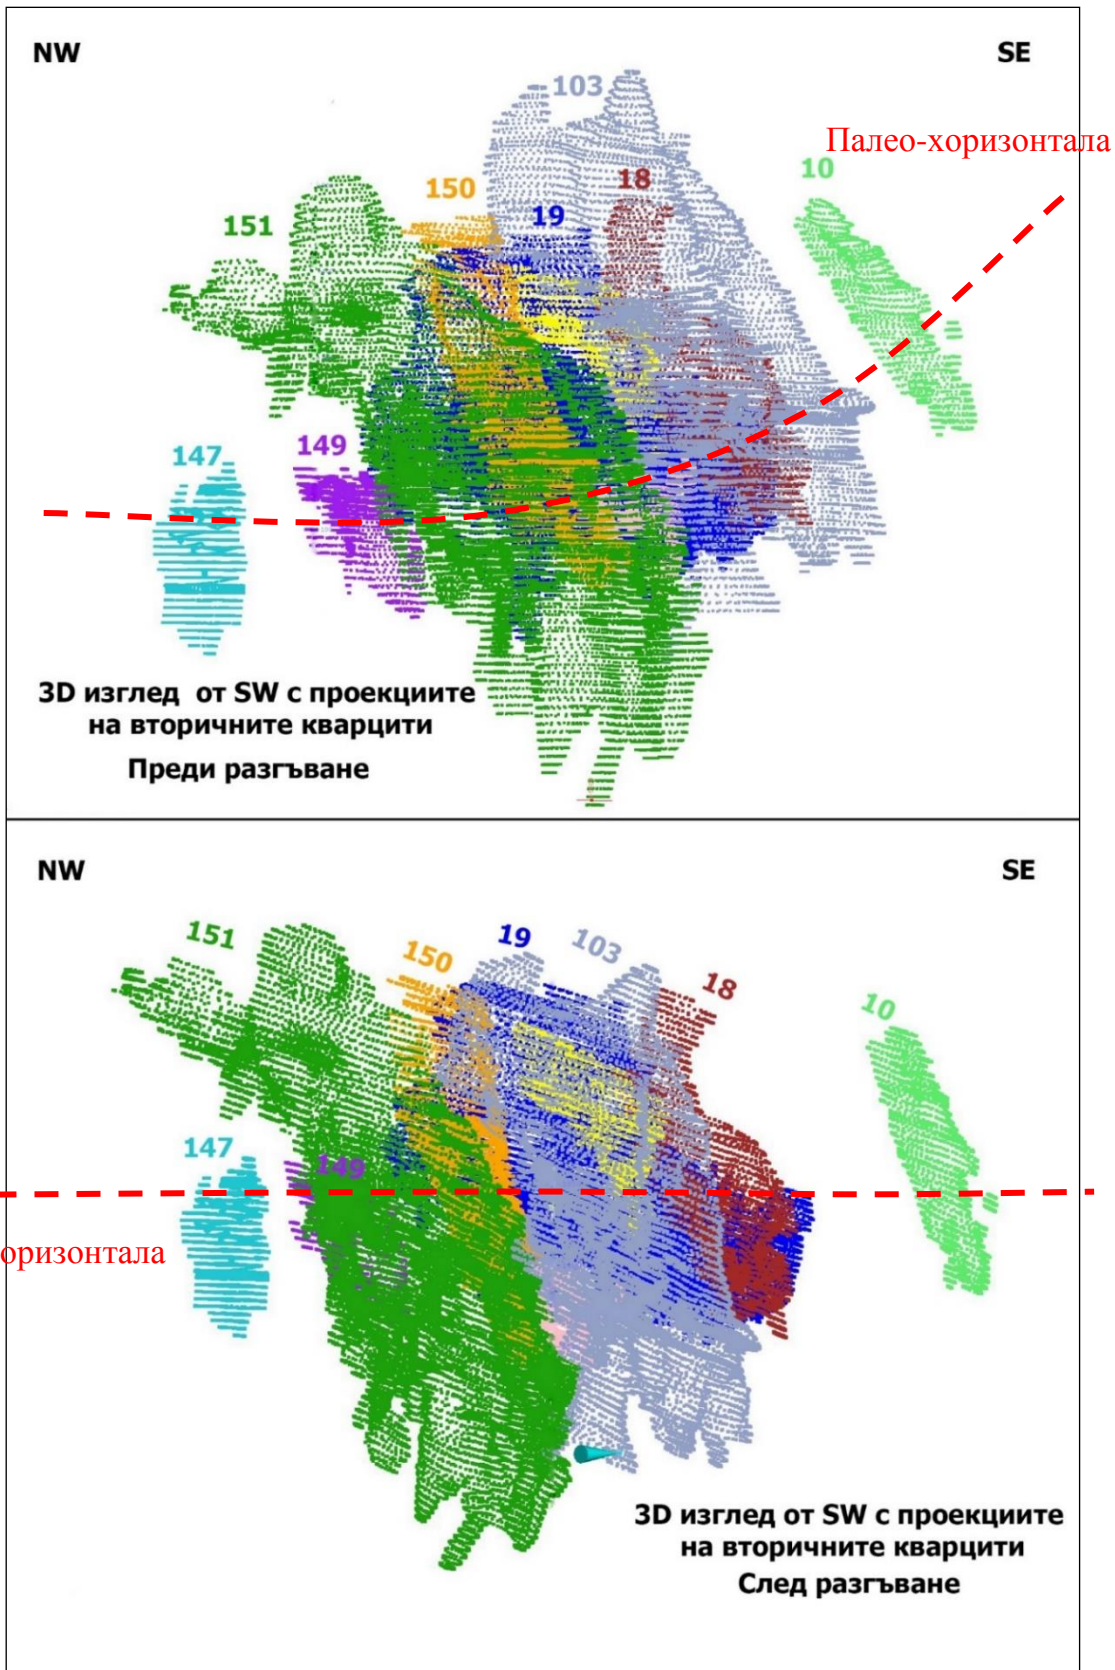 NW
SE
103
Палео-хоризонтала
10
150
18
151
19
147
149
3D изглед от SW с проекциите
на вторичните кварцити
Преди разгъване
NW
SE
151
150
19
103
18
10
147
149
оризонтала
3D изглед от SW с проекциите
на вторичните кварцити
След разгъване